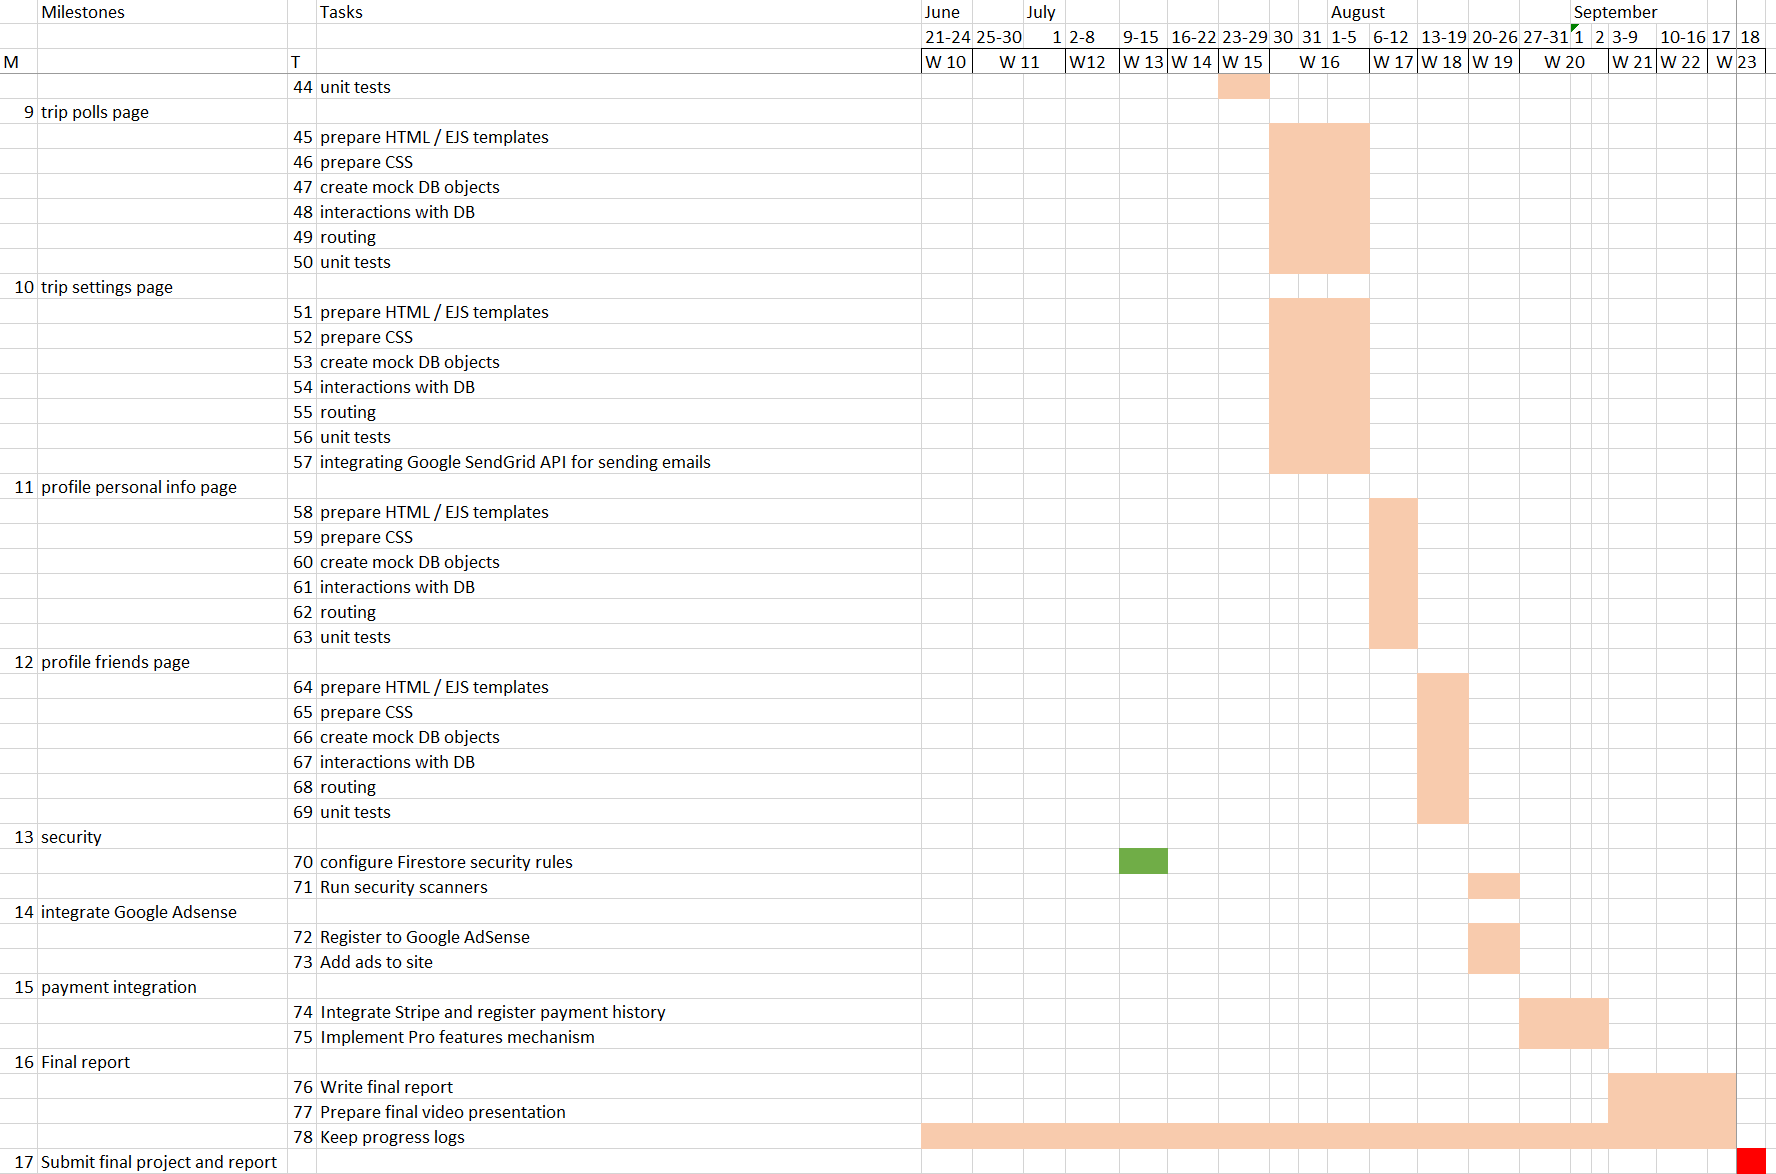 Milestones Tasks June July August September
21-24 25-30 1 2-8 9-15 16-22 23-29 30 31 1-5 6-12 13-19 20-26 27-31 1 2 3-9 10-16 17 18
M T W 10 W 11 W12 W 13 W 14 W 15 W 16 W 17 W 18 W 19 W 20 W 21 W 22 W 23
44 unit tests
9 trip polls page
45 prepare HTML / EJS templates
46 prepare CSS
47 create mock DB objects
48 interactions with DB
49 routing
50 unit tests
10 trip settings page
51 prepare HTML / EJS templates
52 prepare CSS
53 create mock DB objects
54 interactions with DB
55 routing
56 unit tests
57 integrating Google SendGrid API for sending emails
11 profile personal info page
58 prepare HTML / EJS templates
59 prepare CSS
60 create mock DB objects
61 interactions with DB
62 routing
63 unit tests
12 profile friends page
64 prepare HTML / EJS templates
65 prepare CSS
66 create mock DB objects
67 interactions with DB
68 routing
69 unit tests
13 security
70 configure Firestore security rules
71 Run security scanners
14 integrate Google Adsense
72 Register to Google AdSense
73 Add ads to site
15 payment integration
74 Integrate Stripe and register payment history
75 Implement Pro features mechanism
16 Final report
76 Write final report
77 Prepare final video presentation
78 Keep progress logs
17 Submit final project and report